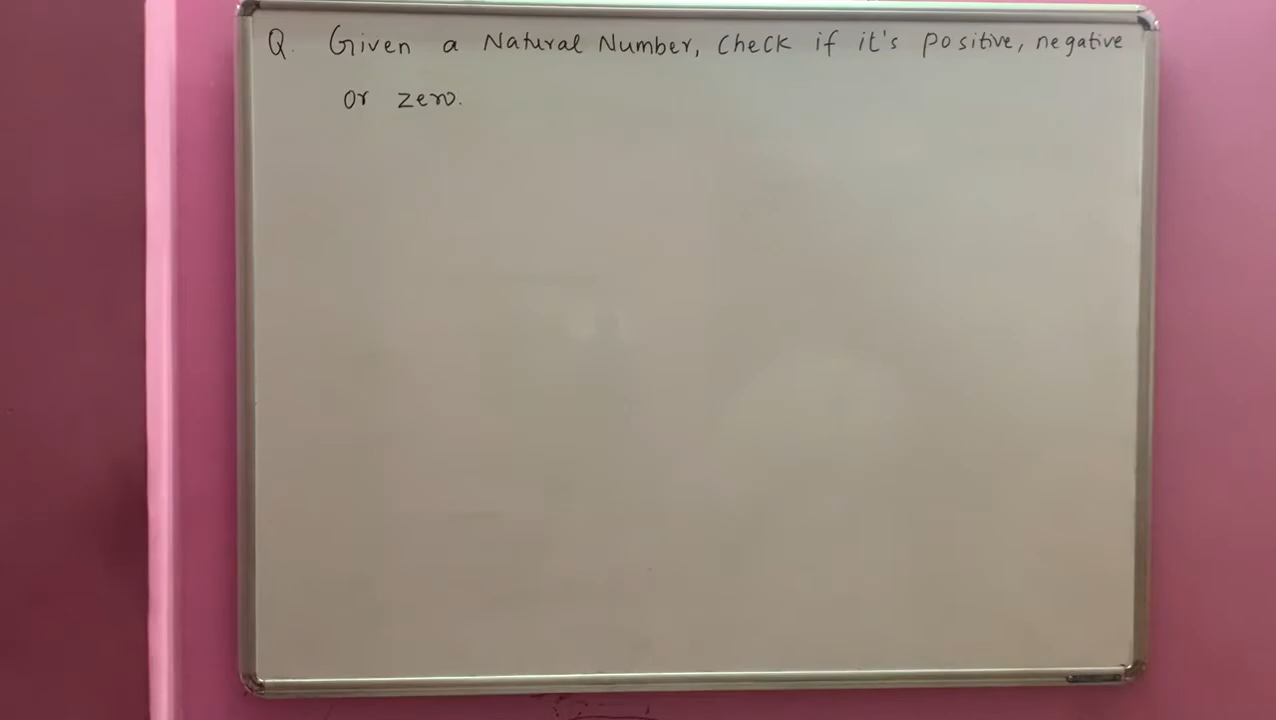 Q. Given a Natural Number, Check if it's positive, negative
or zero.